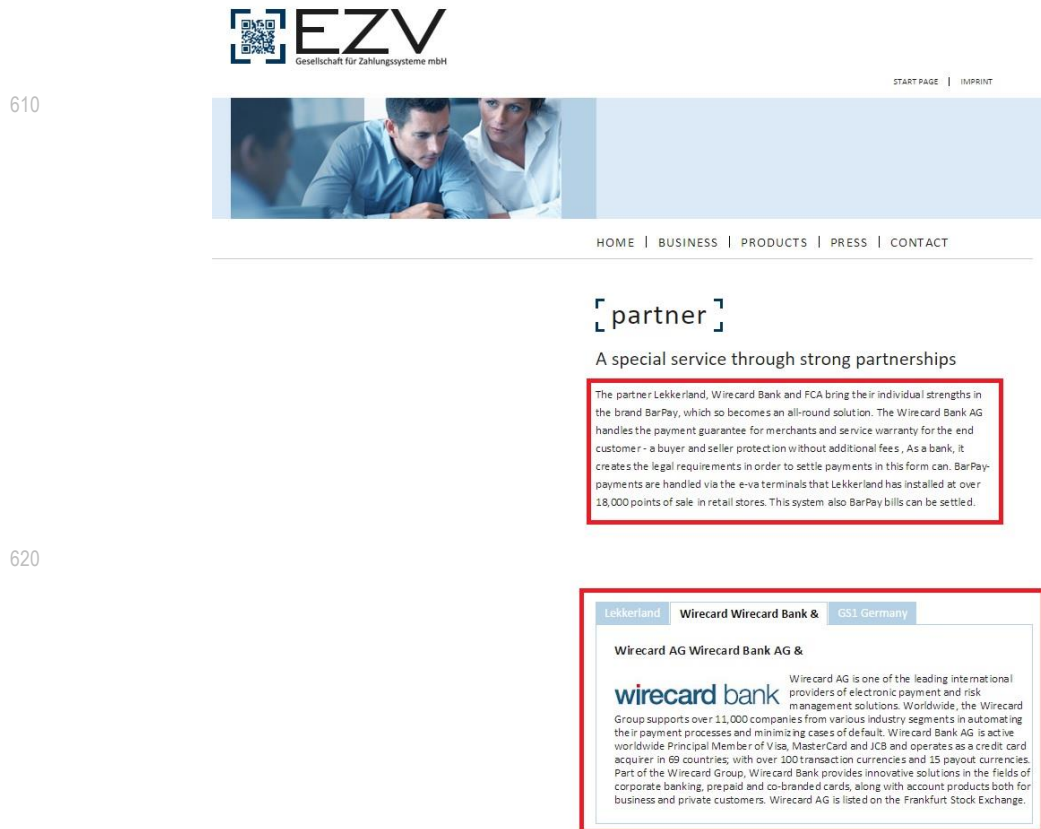 EZV
Gesellschaft für Zahlungssysteme mbH
START PAGE | IMPRINT
610
HOME | BUSINESS | PRODUCTS | PRESS | CONTACT
[ partner ]
A special service through strong partnerships
The partner Lekkerland, Wirecard Bank and FCA bring their individual strengths in
the brand BarPay, which so becomes an all-round solution. The Wirecard Bank AG
handles the payment guarantee for merchants and service warranty for the end
customer - a buyer and seller protection without additional fees , As a bank, it
creates the legal requirements in order to settle payments in this form can. BarPay-
payments are handled via the e-va terminals that Lekkerland has installed at over
18,000 points of sale in retail stores. This system also BarPay bills can be settled.
620
Lekkerland Wirecard Wirecard Bank & GS1 Germany
Wirecard AG Wirecard Bank AG &
wirecard bank
Wirecard AG is one of the leading international
providers of electronic payment and risk
management solutions. Worldwide, the Wirecard
Group supports over 11,000 companies from various industry segments in automating
their payment processes and minimizing cases of default. Wirecard Bank AG is active
worldwide Principal Member of Visa, MasterCard and JCB and operates as a credit card
acquirer in 69 countries; with over 100 transaction currencies and 15 payout currencies.
Part of the Wirecard Group, Wirecard Bank provides innovative solutions in the fields of
corporate banking, prepaid and co-branded cards, along with account products both for
business and private customers. Wirecard AG is listed on the Frankfurt Stock Exchange.